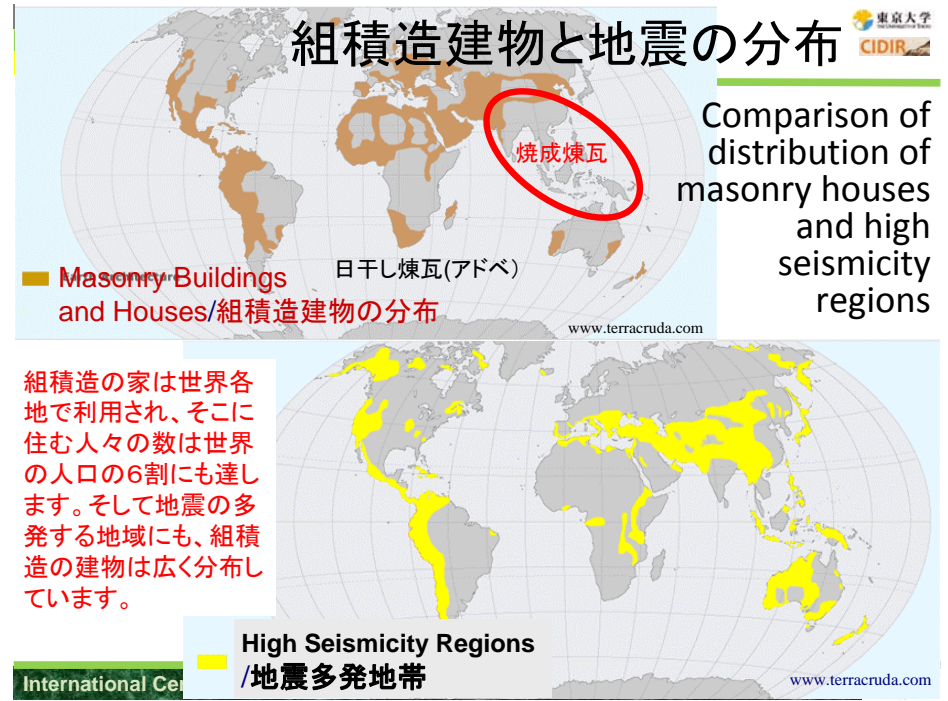 組積造建物と地震の分布
東京大学
CIDIR
Comparison of
distribution of
masonry houses
and high
seismicity
regions
焼成煉瓦
日干し煉瓦(アドベ)
Masonry Buildings
and Houses/組積造建物の分布
www.terracruda.com
組積造の家は世界各
地で利用され、そこに
住む人々の数は世界
の人口の6割にも達し
ます。そして地震の多
発する地域にも、組積
造の建物は広く分布し
ています。
High Seismicity Regions
/地震多発地帯
www.terracruda.com
International Cer